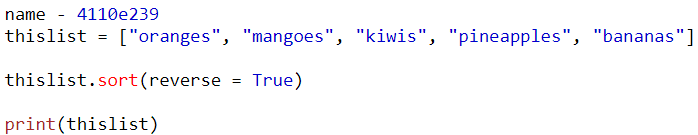 name - 4110e239
thislist = ["oranges", "mangoes", "kiwis", "pineapples", "bananas"]
thislist.sort(reverse = True)
print(thislist)